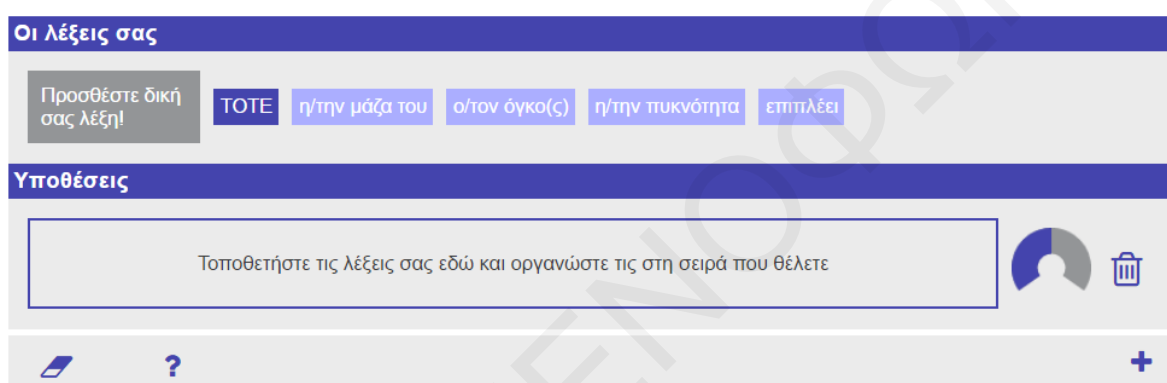 Οι λέξεις σας
Προσθέστε δική
σας λέξη!
ΤΟΤΕ
η/την μάζα του
ο/τον όγκο(ς)
η/την πυκνότητα
επιπλέει
Υποθέσεις
Τοποθετήστε τις λέξεις σας εδώ και οργανώστε τις στη σειρά που θέλετε
?